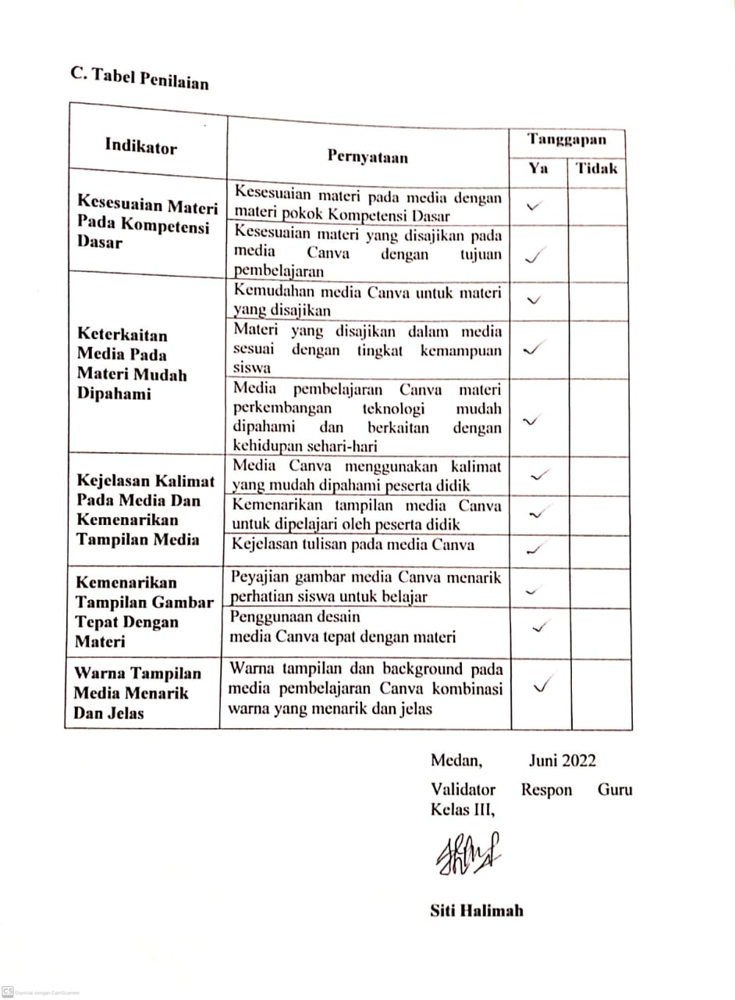 C. Tabel Penilaian
Indikator
Pernyataan
Tanggapan
Ya
Tidak
Kesesuaian Materi
Pada Kompetensi
Dasar
Kesesuaian materi pada media dengan
materi pokok Kompetensi Dasar
✓
Kesesuaian materi yang disajikan pada
media Canva dengan tujuan
pembelajaran
✓
Keterkaitan
Media Pada
Materi Mudah
Dipahami
Kemudahan media Canva untuk materi
yang disajikan
✓
Materi yang disajikan dalam media
sesuai dengan tingkat kemampuan
siswa
✓
Media pembelajaran Canva materi
perkembangan teknologi mudah
dipahami dan berkaitan dengan
kehidupan sehari-hari
✓
Kejelasan Kalimat
Pada Media Dan
Kemenarikan
Tampilan Media
Media Canva menggunakan kalimat
yang mudah dipahami peserta didik
✓
Kemenarikan tampilan media Canva
untuk dipelajari oleh peserta didik
✓
Kejelasan tulisan pada media Canva
✓
Kemenarikan
Tampilan Gambar
Tepat Dengan
Materi
Peyajian gambar media Canva menarik
perhatian siswa untuk belajar
✓
Penggunaan desain
media Canva tepat dengan materi
✓
Warna Tampilan
Media Menarik
Dan Jelas
Warna tampilan dan background pada
media pembelajaran Canva kombinasi
warna yang menarik dan jelas
✓
Medan, Juni 2022
Validator Respon Guru
Kelas III,
Siti Halimah
CS Dipindai dengan CamScanner